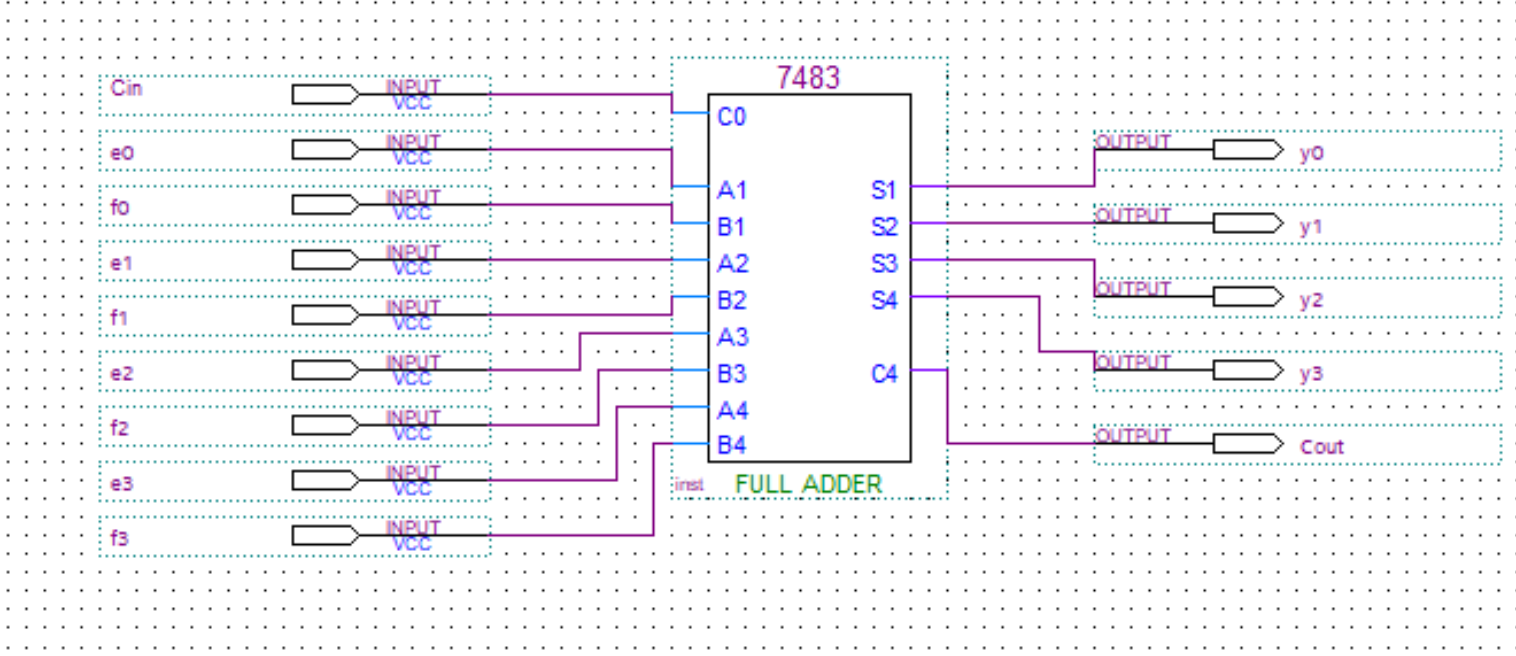 7483
Cin INPUT
VCC
C0
e0 INPUT
VCC
OUTPUT y0
f0 INPUT
VCC
A1 S1
e1 INPUT
VCC
B1 S2
OUTPUT y1
f1 INPUT
VCC
A2 S3
B2 S4
OUTPUT y2
e2 INPUT
VCC
A3
B3 C4
OUTPUT y3
f2 INPUT
VCC
A4
B4
OUTPUT Cout
e3 INPUT
VCC
inst FULL ADDER
f3 INPUT
VCC